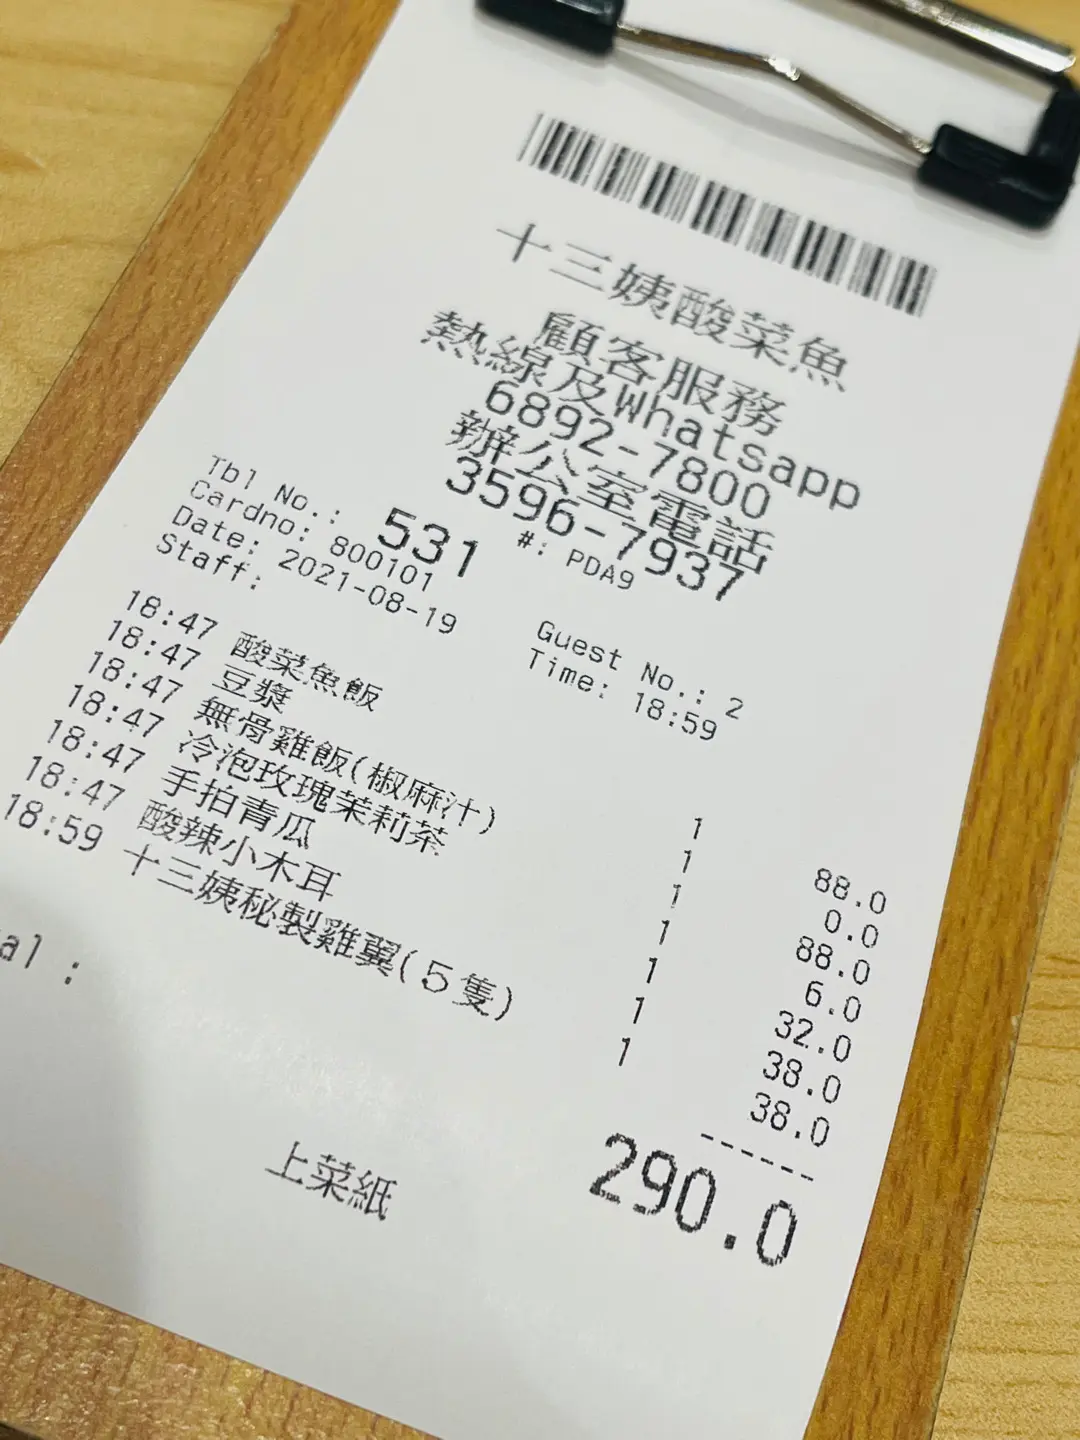 十三姨酸菜魚
顧客服務
熱線及Whatsapp
6892-7800
辦公室電話
3596-7937
Tbl No.: 531 #: PDA9
Cardno: 800101
Date: 2021-08-19 Guest No.: 2
Staff: Time: 18:59
18:47 酸菜魚飯 1 88.0
18:47 豆漿 1 0.0
18:47 無骨雞飯(椒麻汁) 1 88.0
18:47 冷泡玫瑰茉莉茶 1 6.0
18:47 手拍青瓜 1 32.0
18:47 酸辣小木耳 1 38.0
18:59 十三姨秘製雞翼(5隻) 1 38.0
------
al : 290.0
上菜紙